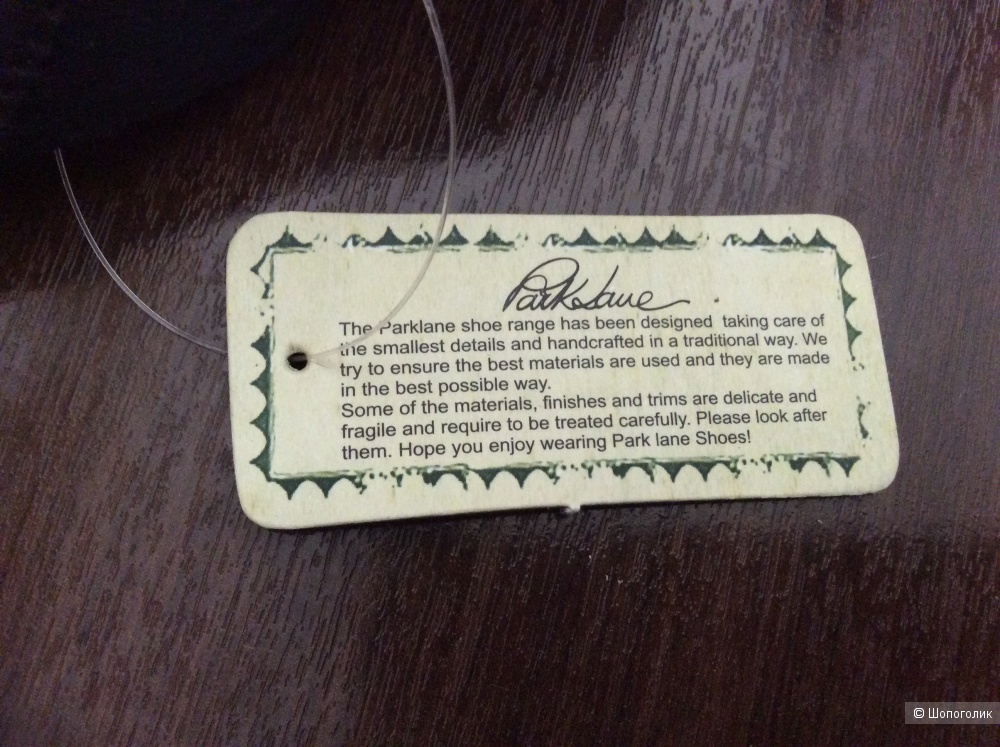 Park Lane
The Parklane shoe range has been designed taking care of
the smallest details and handcrafted in a traditional way. We
try to ensure the best materials are used and they are made
in the best possible way.
Some of the materials, finishes and trims are delicate and
fragile and require to be treated carefully. Please look after
them. Hope you enjoy wearing Park lane Shoes!
© Шопоголик